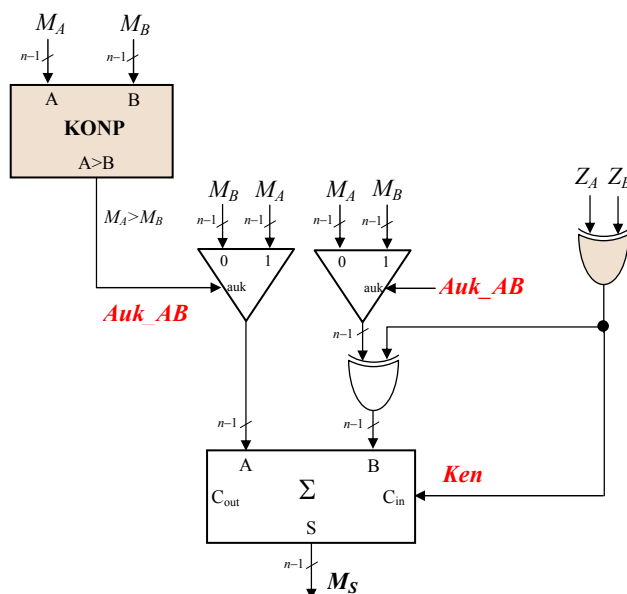 M_A M_B
n–1 n–1
A B
KONP
A>B
M_A>M_B
M_B M_A M_A M_B
n–1 n–1 n–1 n–1
0 1 0 1
auk auk
Auk_AB Auk_AB
Z_A Z_B
n–1
n–1 n–1
A B
C_out Σ C_in
Ken
S
n–1
M_S